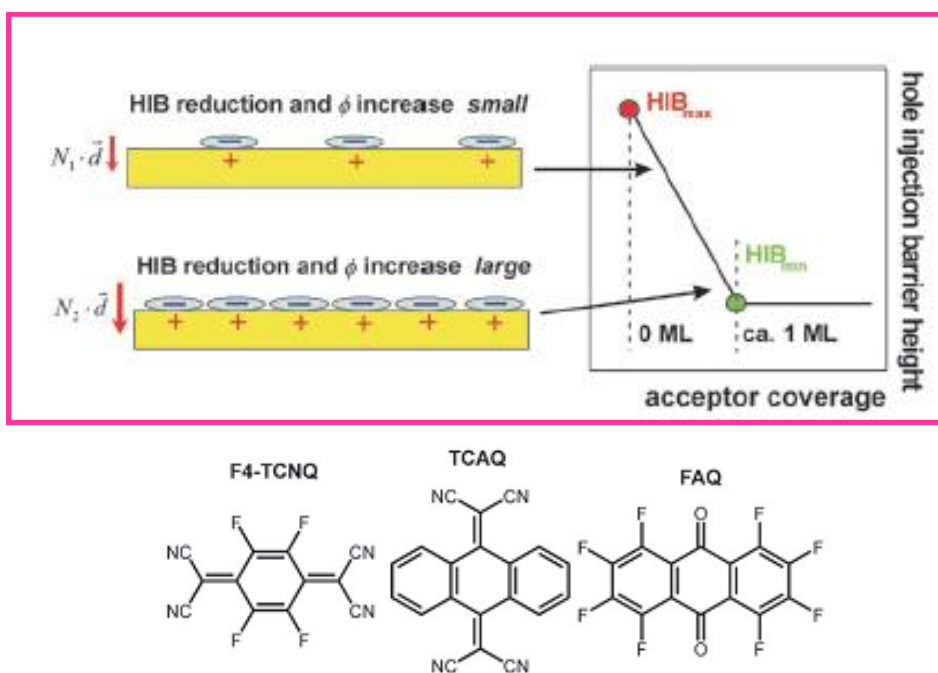 HIB reduction and ϕ increase small
N₁ · d⃗
− − −
+ + +
HIB reduction and ϕ increase large
N₂ · d⃗
− − − − − −
+ + + + + +
HIBmax
HIBmin
0 ML
ca. 1 ML
acceptor coverage
hole injection barrier height
F4-TCNQ
F F
NC CN
NC CN
F F
TCAQ
NC CN
NC CN
FAQ
F O F
F F
F F
F O F